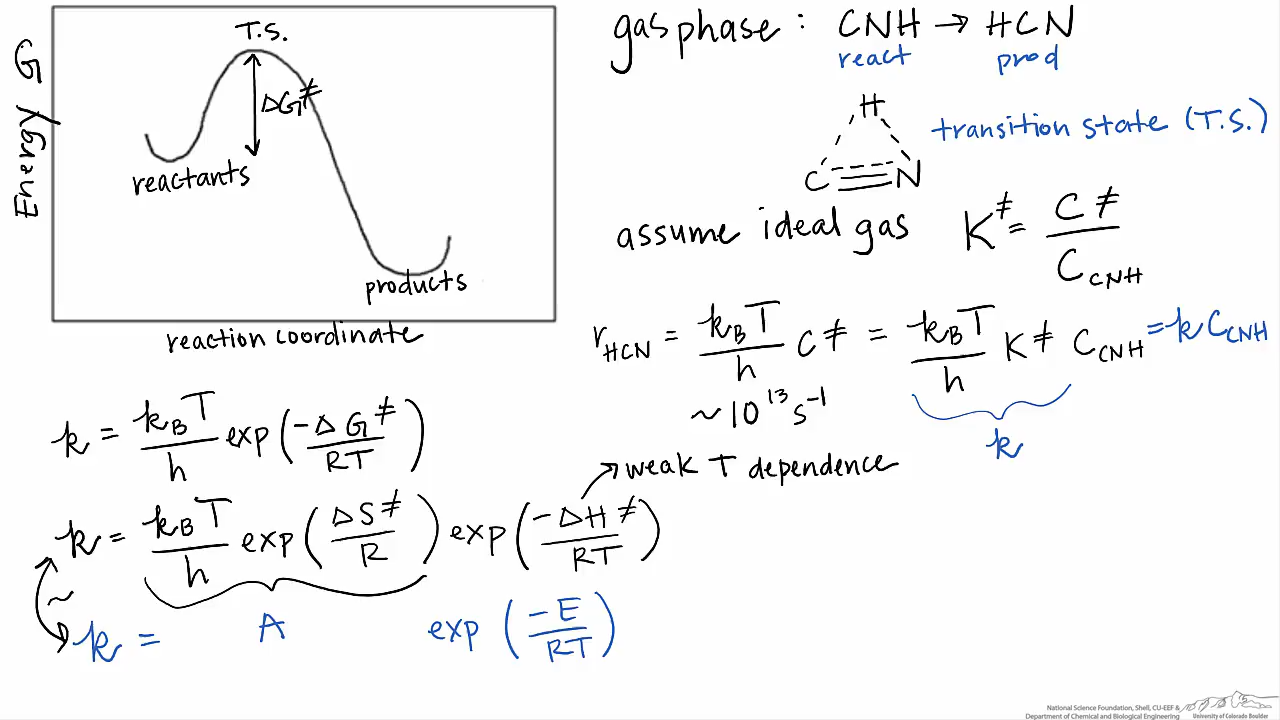 T.S.
ΔG‡
reactants
products
Energy G
reaction coordinate
gas phase: CNH → HCN
react prod
H
C N
transition state (T.S.)
assume ideal gas K‡ = C‡ / C_CNH
r_HCN = k_B T / h C‡ = k_B T / h K‡ C_CNH = k C_CNH
~10^13 s^-1
k
k = k_B T / h exp(-ΔG‡ / RT)
weak T dependence
k = k_B T / h exp(ΔS‡ / R) exp(-ΔH‡ / RT)
~
k = A exp(-E / RT)
National Science Foundation, Shell, CU-EEF &
Department of Chemical and Biological Engineering
University of Colorado Boulder